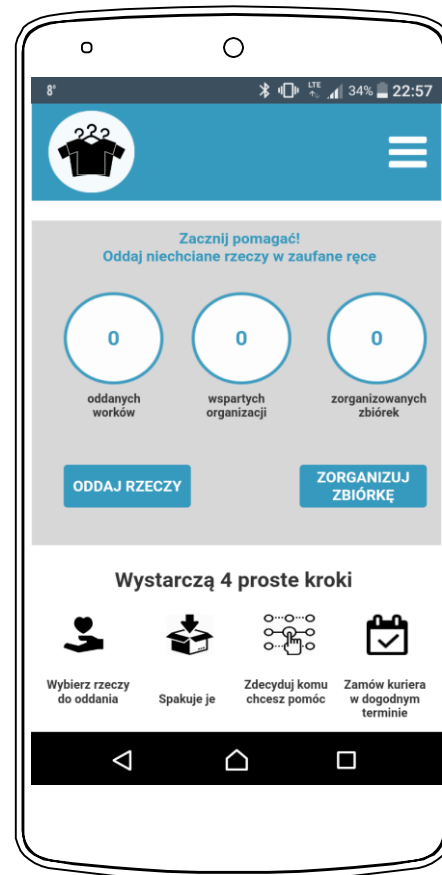 8°
LTE
34%
22:57
Zacznij pomagać!
Oddaj niechciane rzeczy w zaufane ręce
0 0 0
oddanych wspartych zorganizowanych
worków organizacji zbiórek
ODDAJ RZECZY
ZORGANIZUJ
ZBIÓRKĘ
Wystarczą 4 proste kroki
Wybierz rzeczy
do oddania
Spakuje je
Zdecyduj komu
chcesz pomóc
Zamów kuriera
w dogodnym
terminie